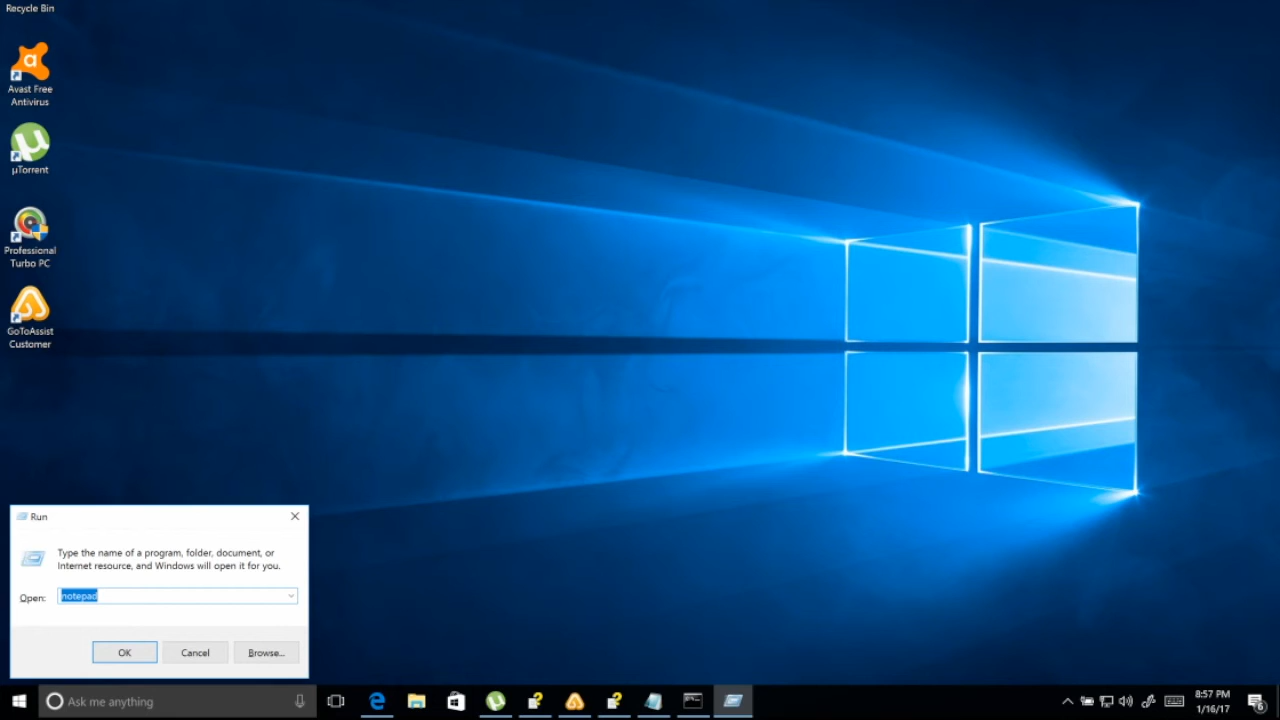 Recycle Bin
Avast Free
Antivirus
µTorrent
Professional
Turbo PC
GoToAssist
Customer
Run
Type the name of a program, folder, document, or
Internet resource, and Windows will open it for you.
Open:
notepad
OK
Cancel
Browse...
Ask me anything
8:57 PM
1/16/17
6